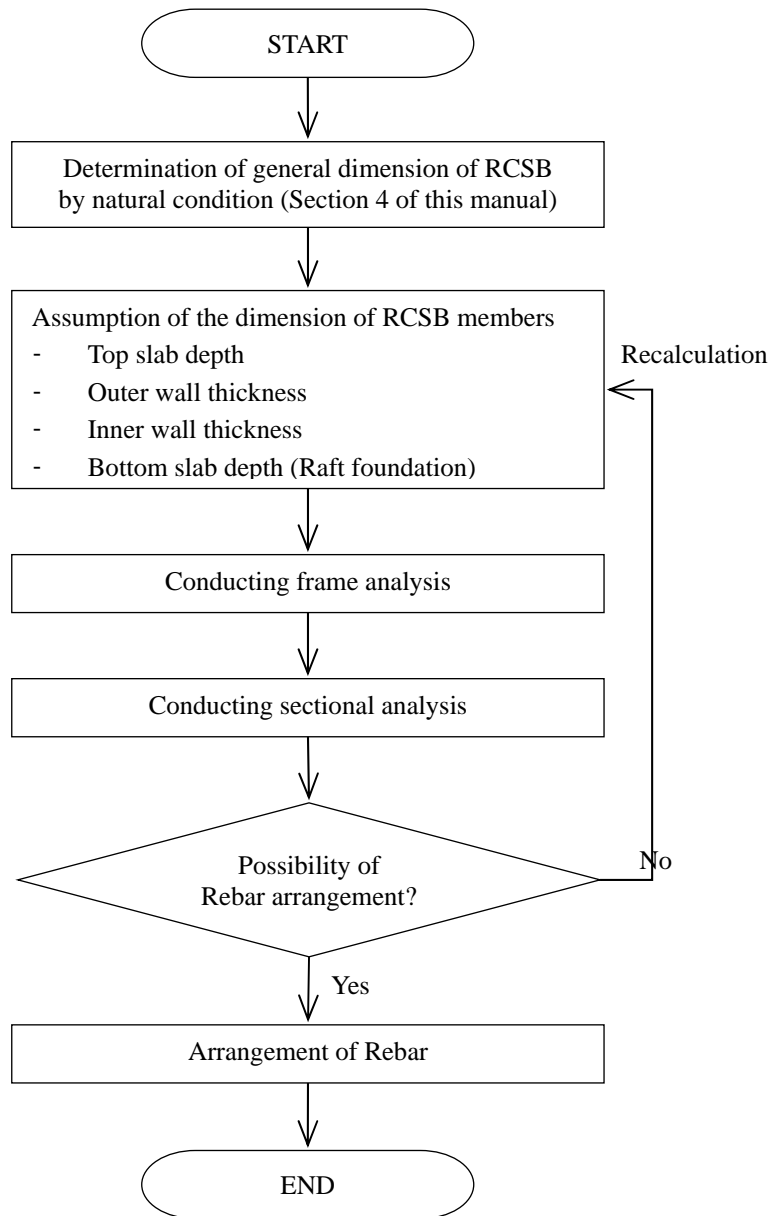 START
Determination of general dimension of RCSB
by natural condition (Section 4 of this manual)
Assumption of the dimension of RCSB members
- Top slab depth
- Outer wall thickness
- Inner wall thickness
- Bottom slab depth (Raft foundation)
Recalculation
Conducting frame analysis
Conducting sectional analysis
Possibility of
Rebar arrangement?
No
Yes
Arrangement of Rebar
END